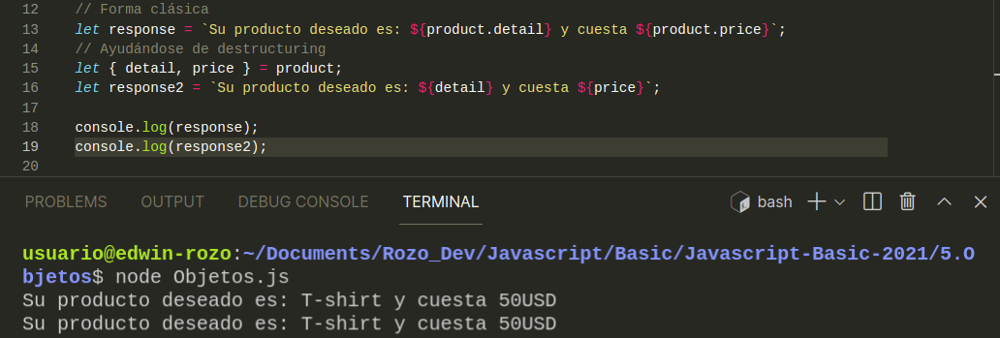 12 // Forma clásica
13 let response = `Su producto deseado es: ${product.detail} y cuesta ${product.price}`;
14 // Ayudándose de destructuring
15 let { detail, price } = product;
16 let response2 = `Su producto deseado es: ${detail} y cuesta ${price}`;
17
18 console.log(response);
19 console.log(response2);
20
PROBLEMS OUTPUT DEBUG CONSOLE TERMINAL bash
usuario@edwin-rozo:~/Documents/Rozo_Dev/Javascript/Basic/Javascript-Basic-2021/5.O
bjetos$ node Objetos.js
Su producto deseado es: T-shirt y cuesta 50USD
Su producto deseado es: T-shirt y cuesta 50USD